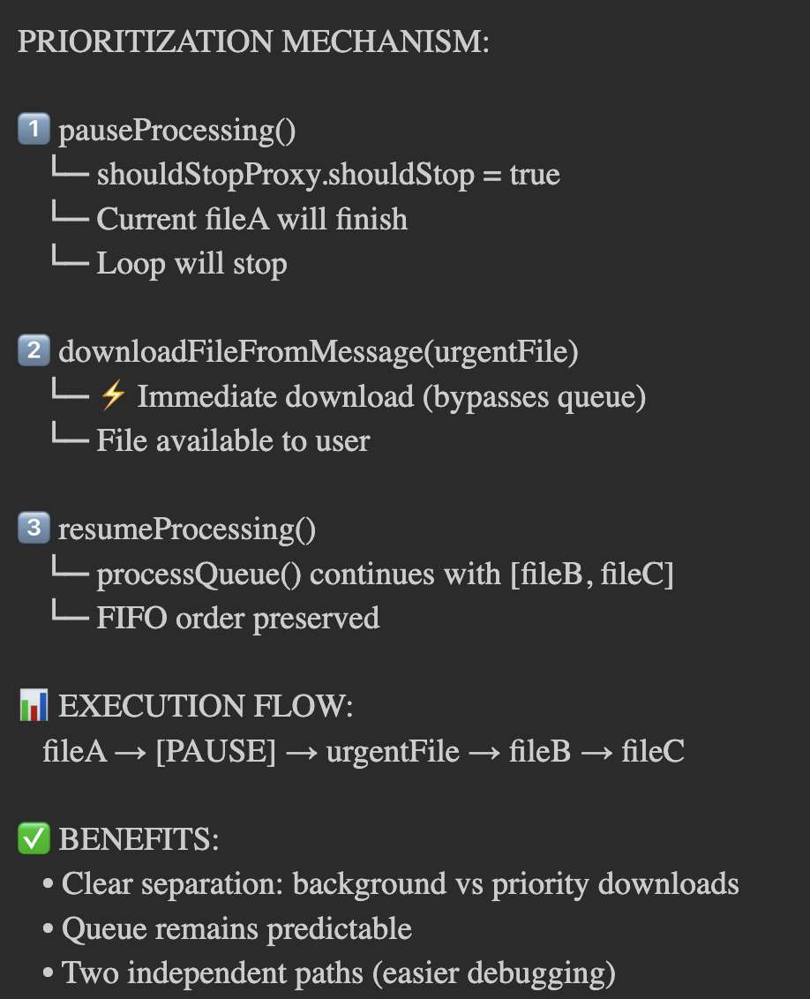 PRIORITIZATION MECHANISM:
1️⃣ pauseProcessing()
└─ shouldStopProxy.shouldStop = true
└─ Current fileA will finish
└─ Loop will stop
2️⃣ downloadFileFromMessage(urgentFile)
└─ ⚡ Immediate download (bypasses queue)
└─ File available to user
3️⃣ resumeProcessing()
└─ processQueue() continues with [fileB, fileC]
└─ FIFO order preserved
📊 EXECUTION FLOW:
fileA → [PAUSE] → urgentFile → fileB → fileC
✅ BENEFITS:
• Clear separation: background vs priority downloads
• Queue remains predictable
• Two independent paths (easier debugging)